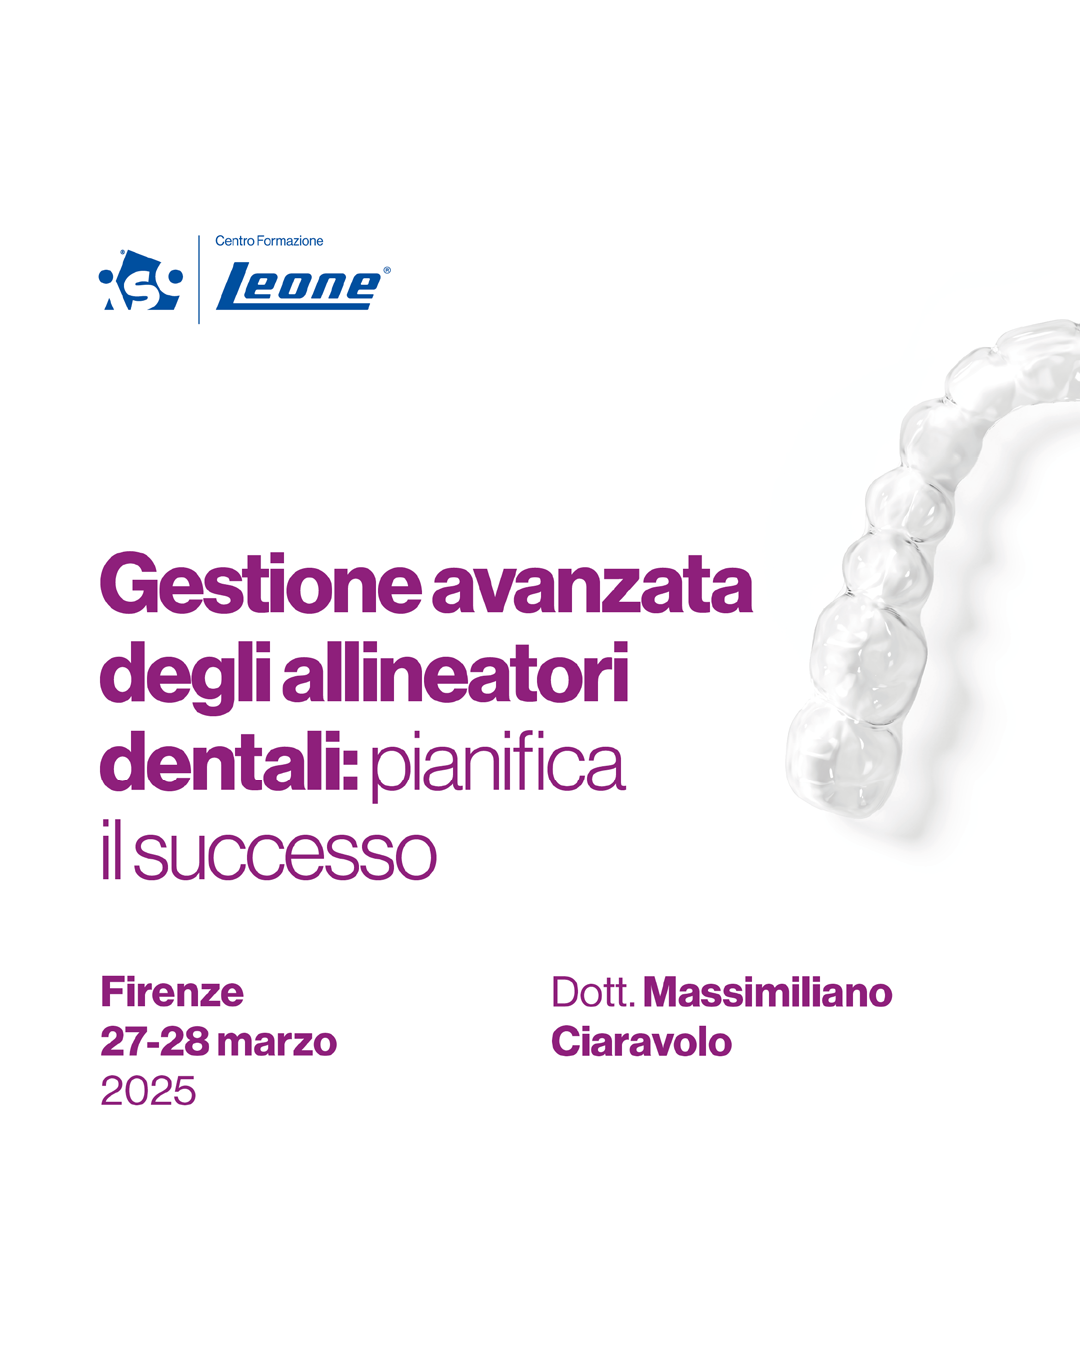 Centro Formazione
iso® Leone®
Gestione avanzata
degli allineatori
dentali: pianifica
il successo
Firenze
27-28 marzo
2025
Dott. Massimiliano
Ciaravolo